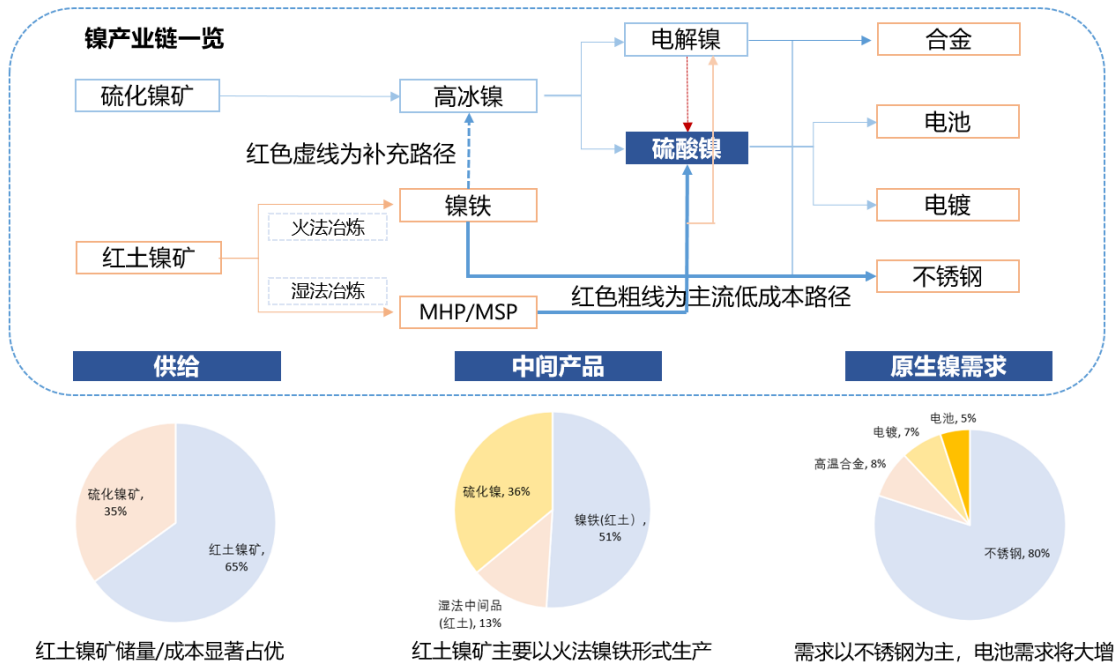 镍产业链一览
电解镍
合金
硫化镍矿
高冰镍
电池
硫酸镍
红色虚线为补充路径
镍铁
电镀
火法冶炼
红土镍矿
不锈钢
湿法冶炼
红色粗线为主流低成本路径
MHP/MSP
供给
中间产品
原生镍需求
硫化镍矿,
35%
红土镍矿,
65%
硫化镍, 36%
镍铁(红土）,
51%
湿法中间品
(红土), 13%
电池, 5%
电镀, 7%
高温合金, 8%
不锈钢, 80%
红土镍矿储量/成本显著占优
红土镍矿主要以火法镍铁形式生产
需求以不锈钢为主，电池需求将大增